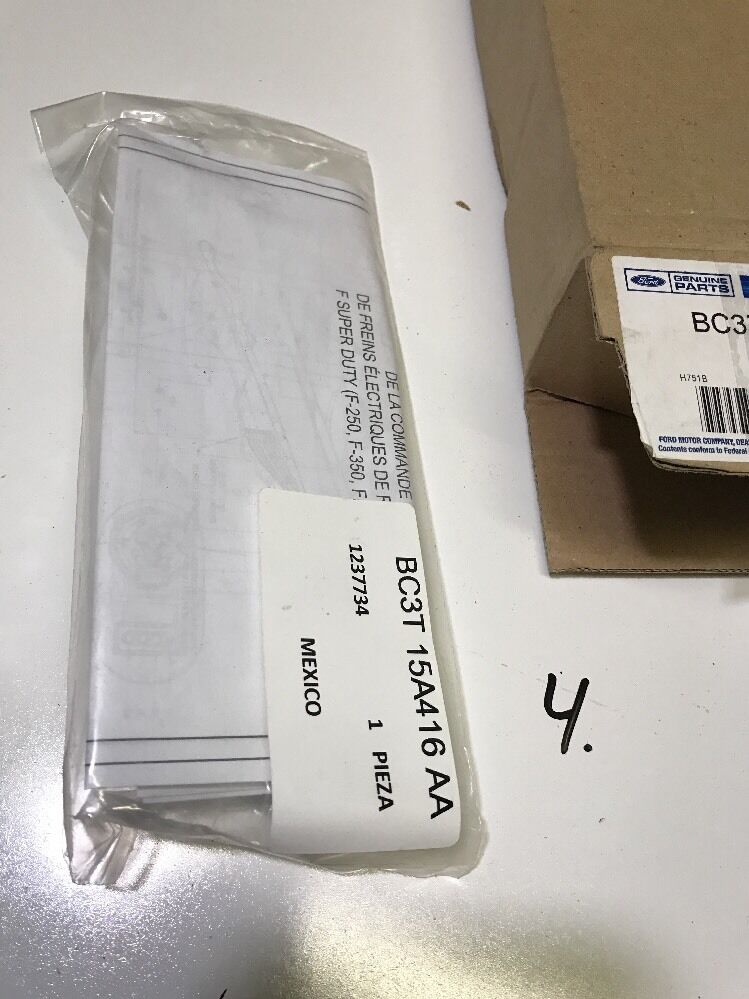 DE LA COMMANDE
DE FREINS ÉLECTRIQUES DE
F SUPER DUTY (F-250, F-350,
BC3T 15A416 AA
1237734
1 PIEZA
MEXICO
Ford
GENUINE
PARTS
BC3
H751B
FORD MOTOR COMPANY,
Contents conform to Federal
4.